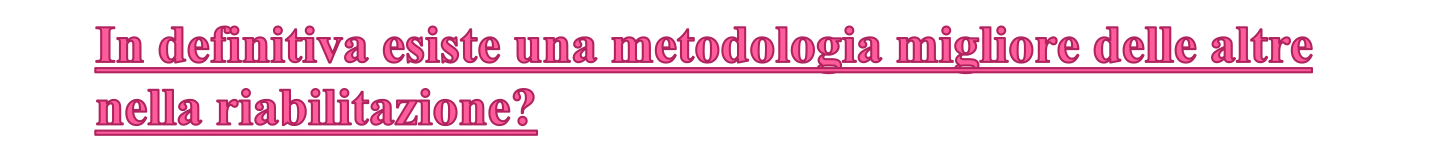 In definitiva esiste una metodologia migliore delle altre
nella riabilitazione?